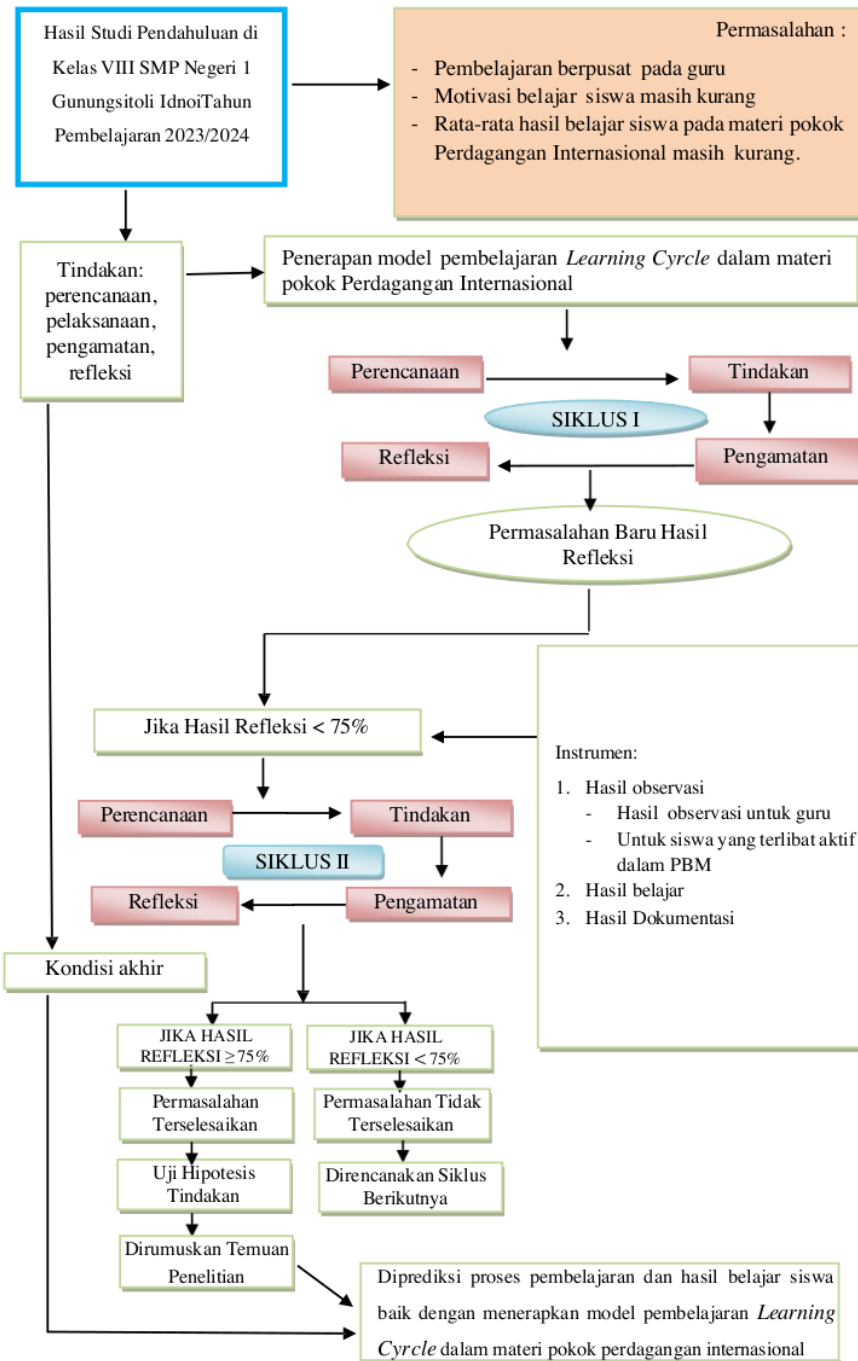 Hasil Studi Pendahuluan di
Kelas VIII SMP Negeri 1
Gunungsitoli IdnoiTahun
Pembelajaran 2023/2024
Permasalahan :
- Pembelajaran berpusat pada guru
- Motivasi belajar siswa masih kurang
- Rata-rata hasil belajar siswa pada materi pokok
Perdagangan Internasional masih kurang.
Tindakan:
perencanaan,
pelaksanaan,
pengamatan,
refleksi
Penerapan model pembelajaran Learning Cyrcle dalam materi
pokok Perdagangan Internasional
Perencanaan
Tindakan
SIKLUS I
Refleksi
Pengamatan
Permasalahan Baru Hasil
Refleksi
Jika Hasil Refleksi < 75%
Instrumen:
1. Hasil observasi
- Hasil observasi untuk guru
- Untuk siswa yang terlibat aktif
dalam PBM
2. Hasil belajar
3. Hasil Dokumentasi
Perencanaan
Tindakan
SIKLUS II
Refleksi
Pengamatan
Kondisi akhir
JIKA HASIL
REFLEKSI ≥75%
JIKA HASIL
REFLEKSI < 75%
Permasalahan
Terselesaikan
Permasalahan Tidak
Terselesaikan
Uji Hipotesis
Tindakan
Direncanakan Siklus
Berikutnya
Dirumuskan Temuan
Penelitian
Diprediksi proses pembelajaran dan hasil belajar siswa
baik dengan menerapkan model pembelajaran Learning
Cyrcle dalam materi pokok perdagangan internasional